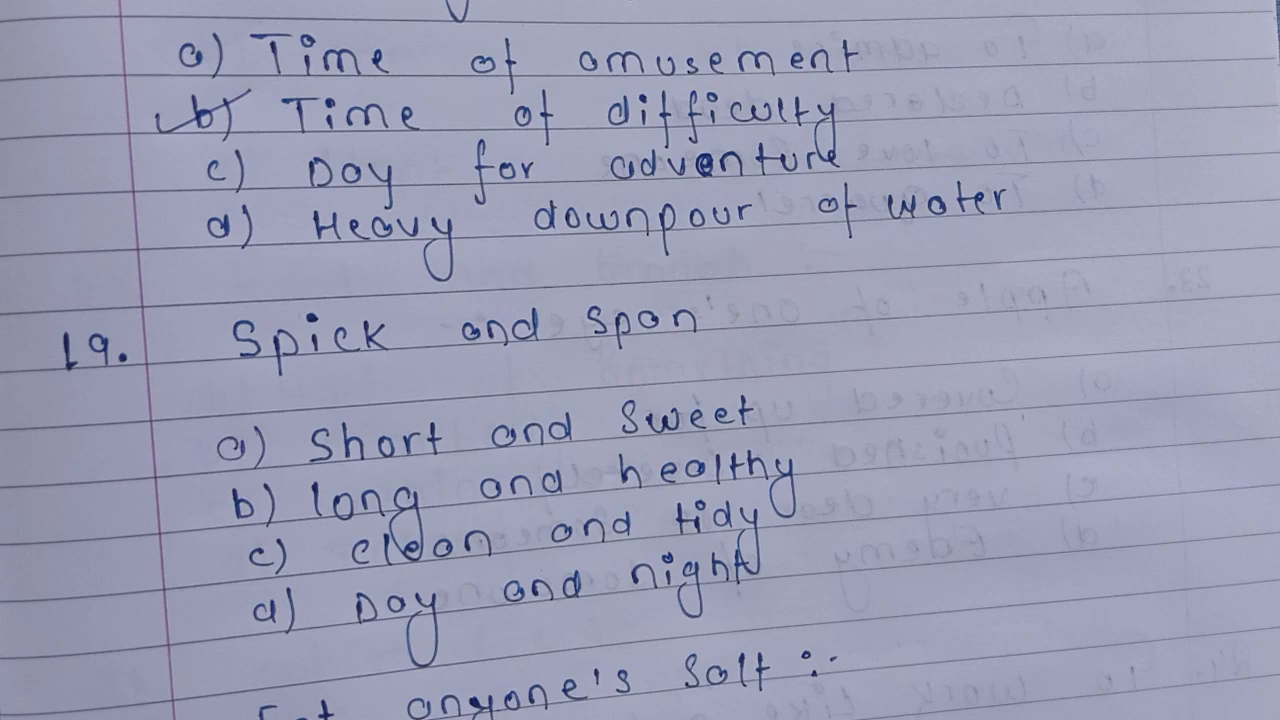 a) Time of amusement
b) Time of difficulty
c) Day for adventure
d) Heavy downpour of water
19. Spick and span
a) Short and Sweet
b) long and healthy
c) clean and tidy
d) Day and night
anyone's Salt :-